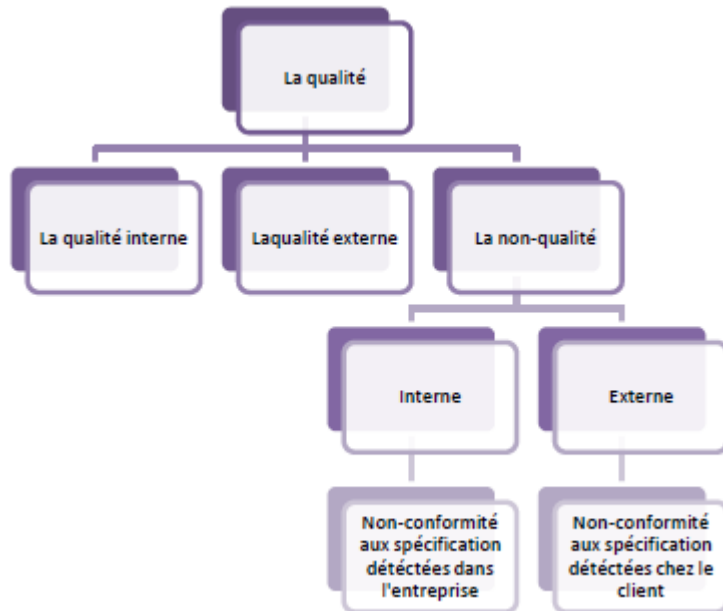 La qualité
La qualité interne
Laqualité externe
La non-qualité
Interne
Externe
Non-conformité
aux spécification
détéctées dans
l'entreprise
Non-conformité
aux spécification
détéctées chez le
client